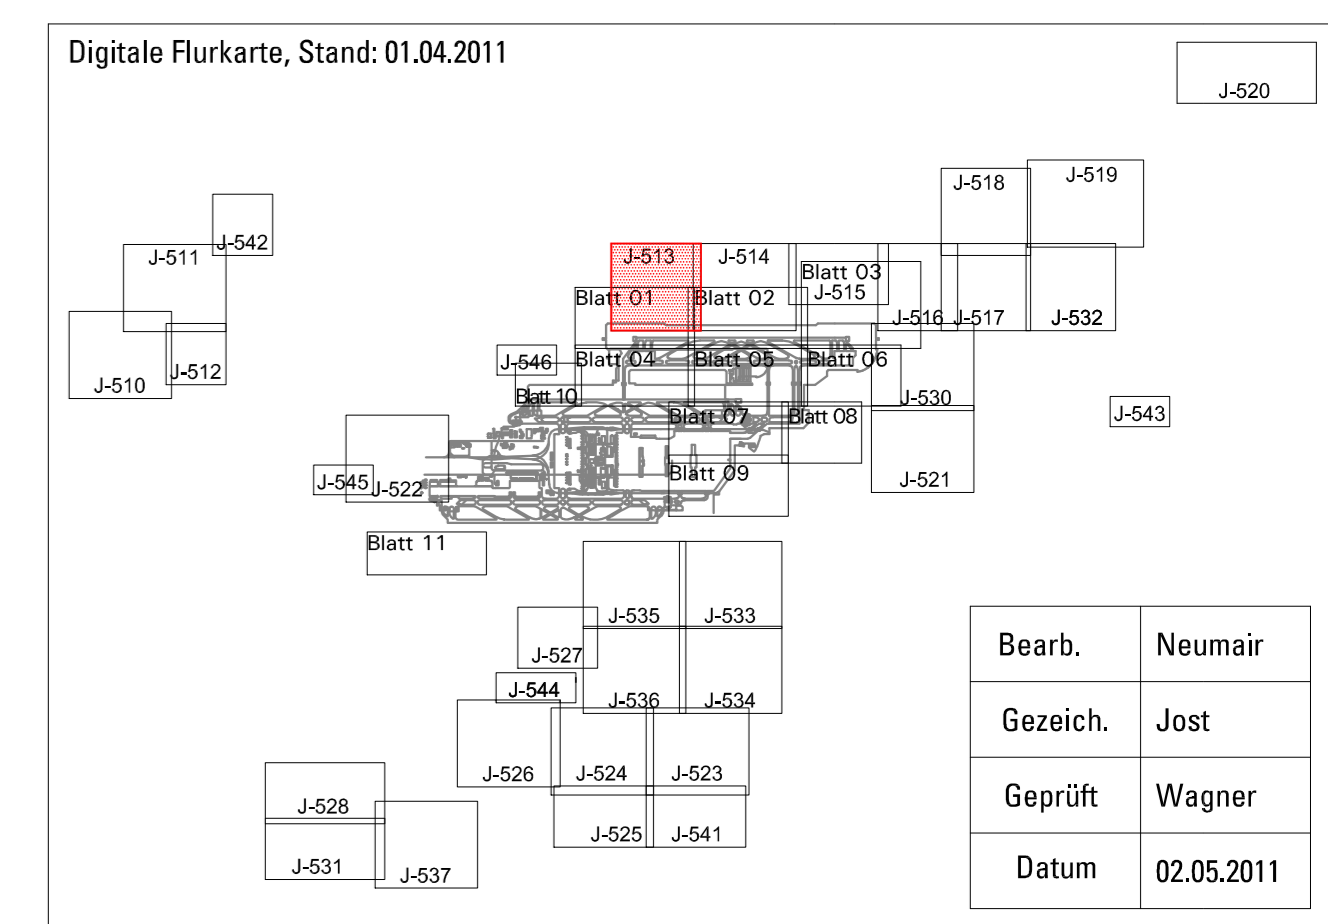 Digitale Flurkarte, Stand: 01.04.2011
J-520
J-518
J-519
J-542
J-511
J-513
J-514
Blatt 03
J-515
Blatt 01
Blatt 02
J-516
J-517
J-532
Blatt 04
Blatt 05
Blatt 06
J-546
J-512
J-510
Blatt 10
J-530
Blatt 07
Blatt 08
J-543
Blatt 09
J-545
J-522
J-521
Blatt 11
J-535
J-533
J-527
J-544
J-536
J-534
J-526
J-524
J-523
J-528
J-525
J-541
J-531
J-537
Bearb. Neumair
Gezeich. Jost
Geprüft Wagner
Datum 02.05.2011